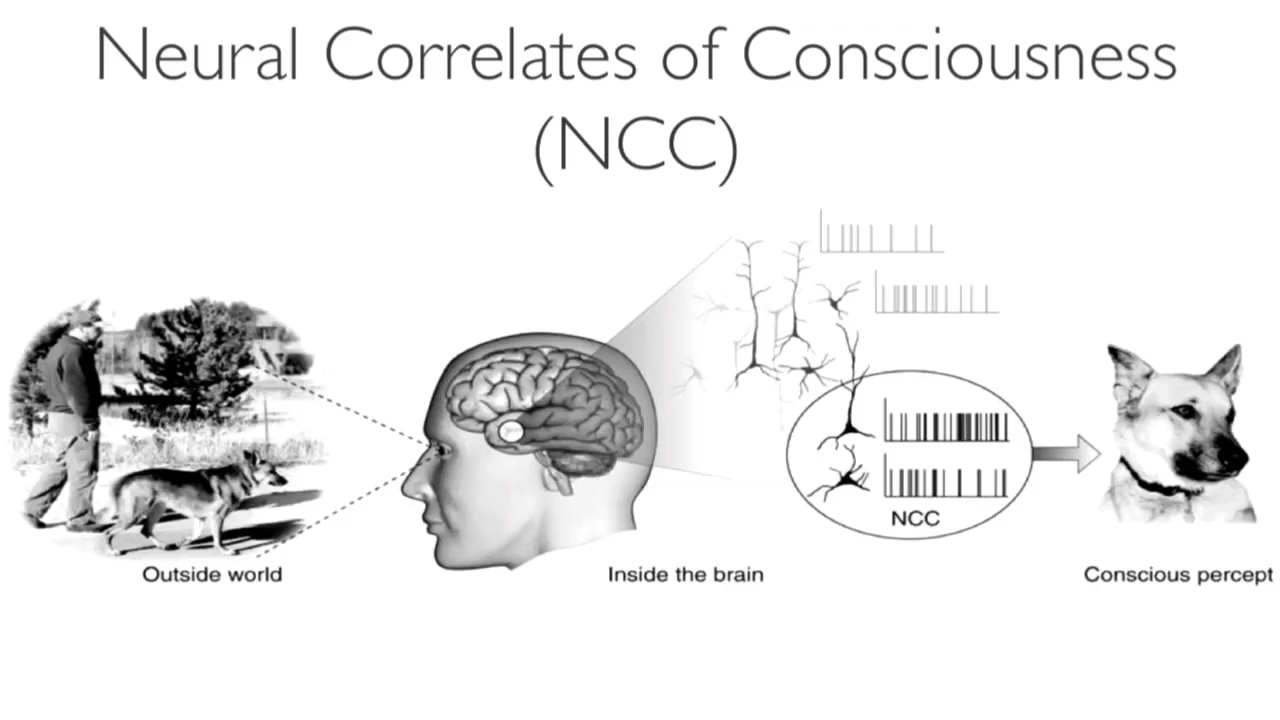 Neural Correlates of Consciousness
(NCC)
NCC
Outside world
Inside the brain
Conscious percept